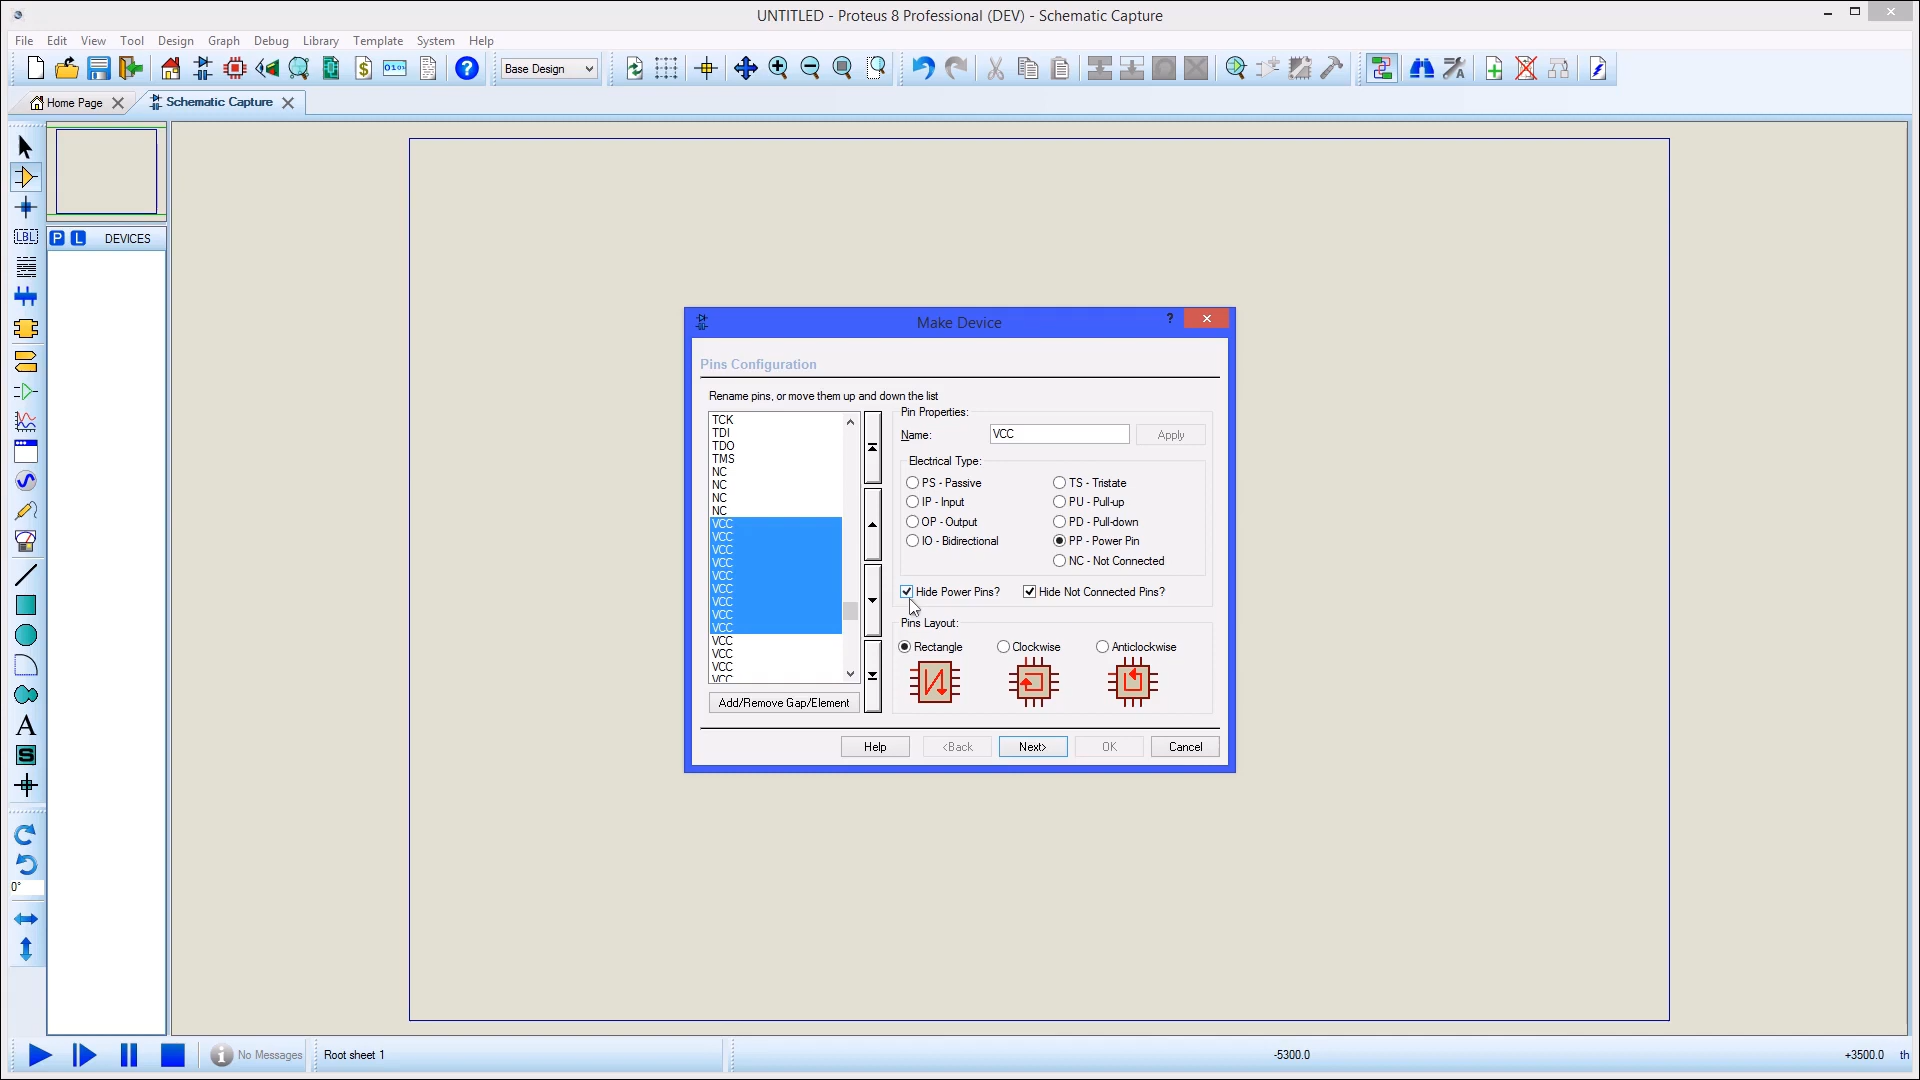 UNTITLED - Proteus 8 Professional (DEV) - Schematic Capture
File Edit View Tool Design Graph Debug Library Template System Help
$ 0101 ? Base Design
Home Page Schematic Capture
P L DEVICES
LBL
A
S
0°
Make Device ?
Pins Configuration
Rename pins, or move them up and down the list
TCK
TDI
TDO
TMS
NC
NC
NC
NC
VCC
VCC
VCC
VCC
VCC
VCC
VCC
VCC
VCC
VCC
VCC
VCC
VCC
Add/Remove Gap/Element
Pin Properties:
Name: VCC Apply
Electrical Type:
PS - Passive TS - Tristate
IP - Input PU - Pull-up
OP - Output PD - Pull-down
IO - Bidirectional PP - Power Pin
NC - Not Connected
Hide Power Pins? Hide Not Connected Pins?
Pins Layout:
Rectangle Clockwise Anticlockwise
Help <Back Next> OK Cancel
No Messages Root sheet 1 -5300.0 +3500.0 th